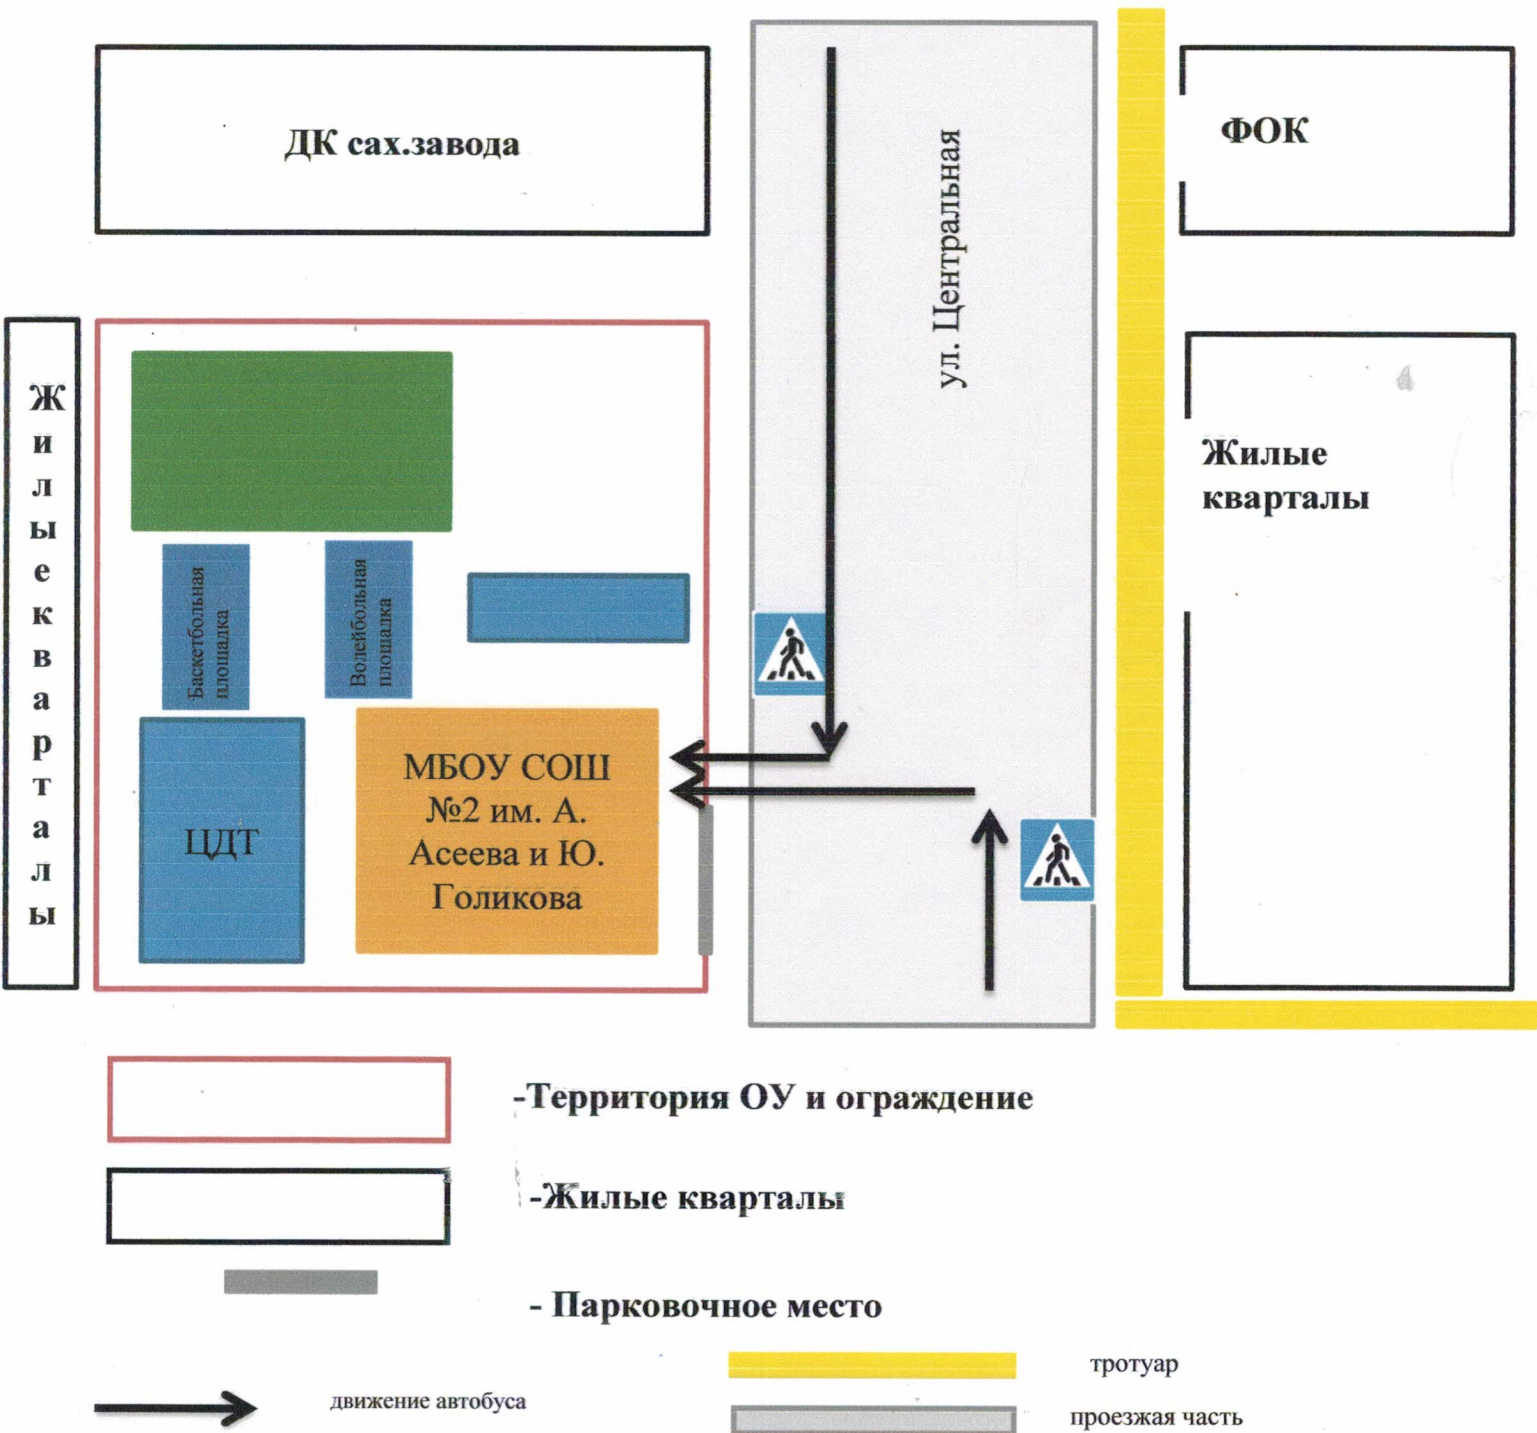 ДК сах.завода
ул. Центральная
ФОК
Жилые кварталы
Жилые
кварталы
Баскетбольная
площадка
Волейбольная
площадка
ЦДТ
МБОУ СОШ
№2 им. А.
Асеева и Ю.
Голикова
-Территория ОУ и ограждение
-Жилые кварталы
- Парковочное место
движение автобуса
тротуар
проезжая часть